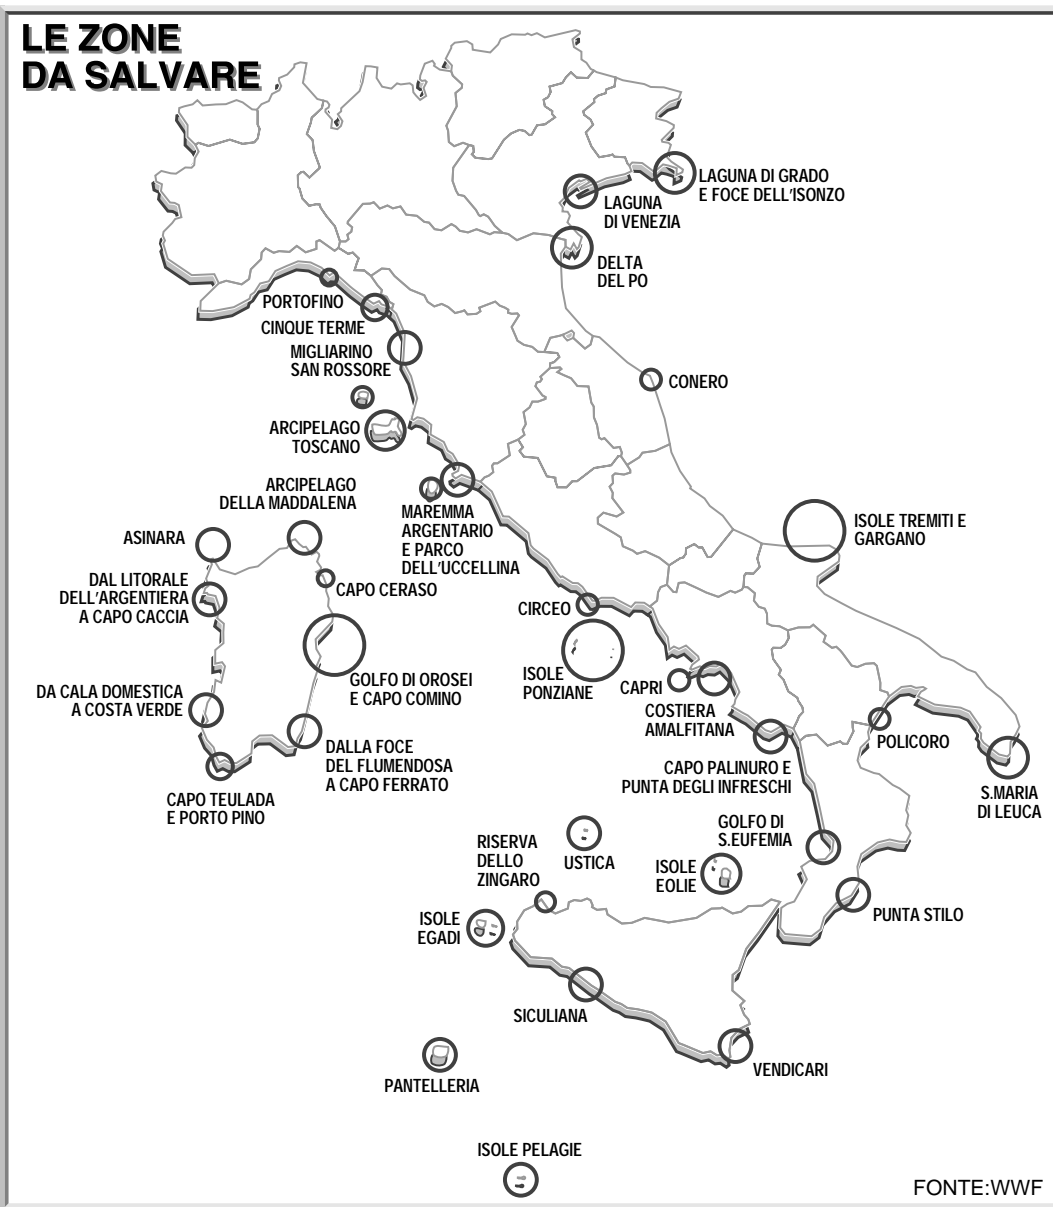 LE ZONE
DA SALVARE
LAGUNA DI GRADO
E FOCE DELL'ISONZO
LAGUNA
DI VENEZIA
DELTA
DEL PO
PORTOFINO
CINQUE TERME
MIGLIARINO
SAN ROSSORE
CONERO
ARCIPELAGO
TOSCANO
ARCIPELAGO
DELLA MADDALENA
MAREMMA
ARGENTARIO
E PARCO
DELL'UCCELLINA
ISOLE TREMITI E
GARGANO
ASINARA
DAL LITORALE
DELL'ARGENTIERA
A CAPO CACCIA
CAPO CERASO
CIRCEO
ISOLE
PONZIANE
GOLFO DI OROSEI
E CAPO COMINO
CAPRI
DA CALA DOMESTICA
A COSTA VERDE
COSTIERA
AMALFITANA
POLICORO
DALLA FOCE
DEL FLUMENDOSA
A CAPO FERRATO
CAPO PALINURO E
PUNTA DEGLI INFRESCHI
S.MARIA
DI LEUCA
CAPO TEULADA
E PORTO PINO
GOLFO DI
S.EUFEMIA
RISERVA
DELLO
ZINGARO
USTICA
ISOLE
EOLIE
PUNTA STILO
ISOLE
EGADI
SICULIANA
VENDICARI
PANTELLERIA
ISOLE PELAGIE
FONTE:WWF